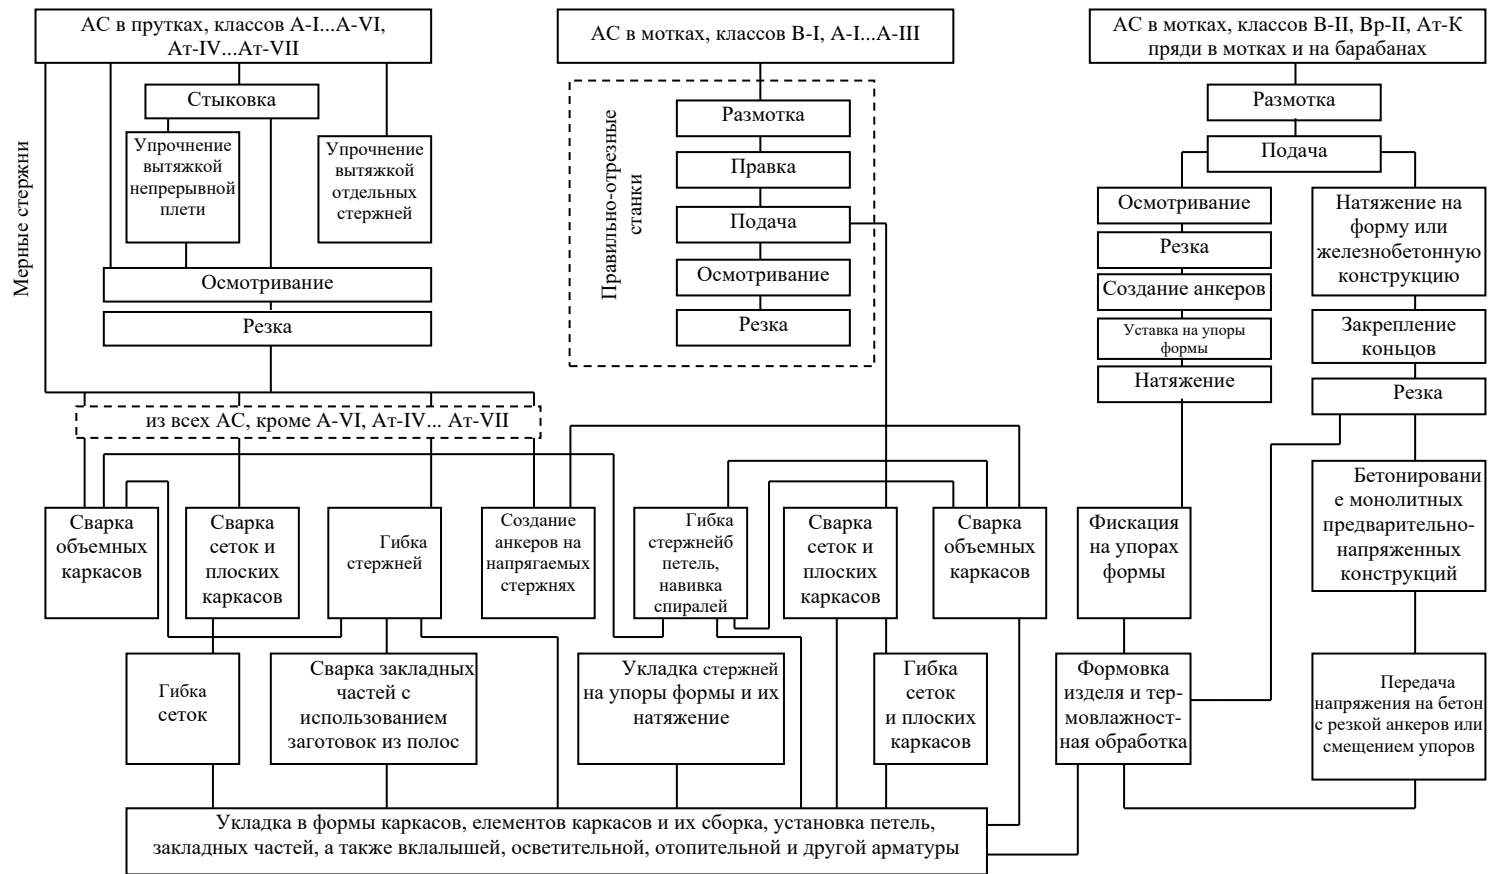 АС в прутках, классов А-I...А-VI,
Ат-IV...Ат-VII
АС в мотках, классов В-I, А-I...А-III
АС в мотках, классов В-II, Вр-II, Ат-К
пряди в мотках и на барабанах
Мерные стержни
Стыковка
Упрочнение
вытяжкой
непрерывной
плети
Упрочнение
вытяжкой
отдельных
стержней
Осмотривание
Резка
Правильно-отрезные
станки
Размотка
Правка
Подача
Осмотривание
Резка
Размотка
Подача
Осмотривание
Резка
Создание анкеров
Уставка на упоры
формы
Натяжение
Натяжение на
форму или
железнобетонную
конструкцию
Закрепление
концов
Резка
из всех АС, кроме А-VI, Ат-IV... Ат-VII
Сварка
объемных
каркасов
Сварка
сеток и
плоских
каркасов
Гибка
стержней
Создание
анкеров на
напрягаемых
стержнях
Гибка
стержнейб
петель,
навивка
спиралей
Сварка
сеток и
плоских
каркасов
Сварка
объемных
каркасов
Фискация
на упорах
формы
Бетонировани
е монолитных
предварительно-
напряженных
конструкций
Гибка
сеток
Сварка закладных
частей с
использованием
заготовок из полос
Укладка стержней
на упоры формы и их
натяжение
Гибка
сеток
и плоских
каркасов
Формовка
изделя и тер-
мовлажност-
ная обработка
Передача
напряжения на бетон
с резкой анкеров или
смещением упоров
Укладка в формы каркасов, елементов каркасов и их сборка, установка петель,
закладных частей, а также вклалышей, осветительной, отопительной и другой арматуры